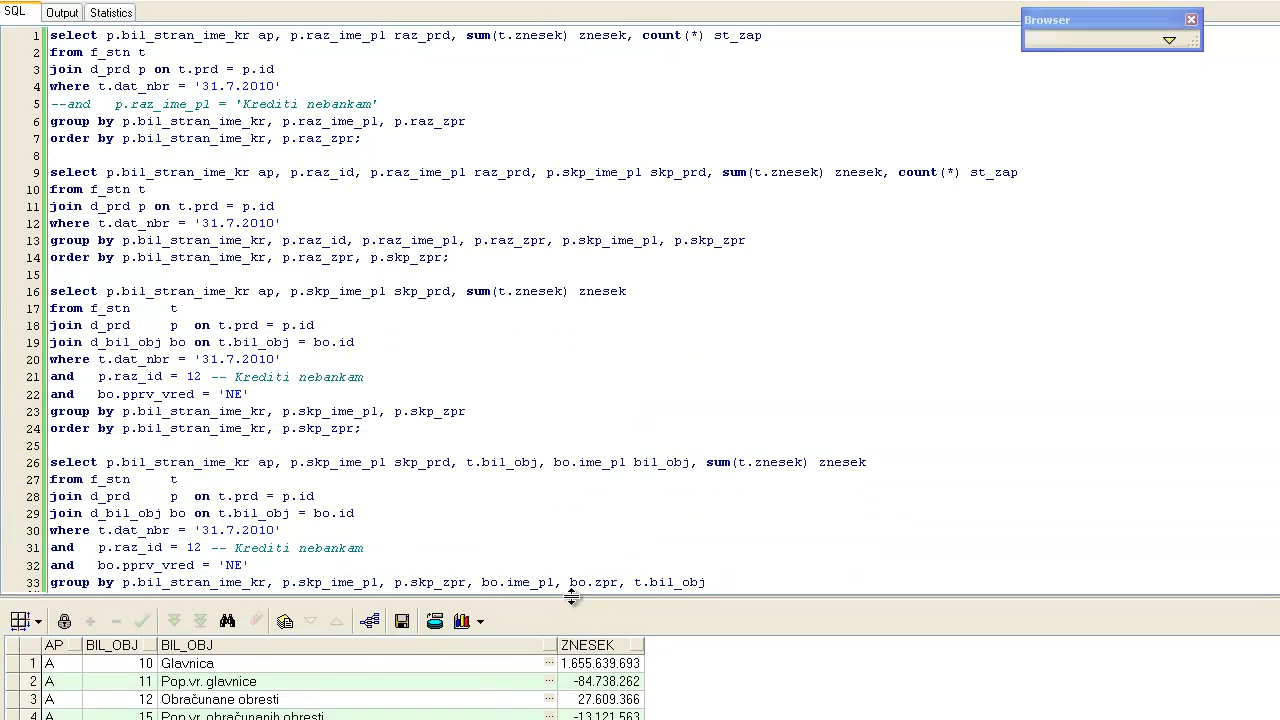 SQL Output Statistics
Browser
1 select p.bil_stran_ime_kr ap, p.raz_ime_pl raz_prd, sum(t.znesek) znesek, count(*) st_zap
2 from f_stn t
3 join d_prd p on t.prd = p.id
4 where t.dat_nbr = '31.7.2010'
5 --and   p.raz_ime_pl = 'Krediti nebankam'
6 group by p.bil_stran_ime_kr, p.raz_ime_pl, p.raz_zpr
7 order by p.bil_stran_ime_kr, p.raz_zpr;
8
9 select p.bil_stran_ime_kr ap, p.raz_id, p.raz_ime_pl raz_prd, p.skp_ime_pl skp_prd, sum(t.znesek) znesek, count(*) st_zap
10 from f_stn t
11 join d_prd p on t.prd = p.id
12 where t.dat_nbr = '31.7.2010'
13 group by p.bil_stran_ime_kr, p.raz_id, p.raz_ime_pl, p.raz_zpr, p.skp_ime_pl, p.skp_zpr
14 order by p.bil_stran_ime_kr, p.raz_zpr, p.skp_zpr;
15
16 select p.bil_stran_ime_kr ap, p.skp_ime_pl skp_prd, sum(t.znesek) znesek
17 from f_stn     t
18 join d_prd     p  on t.prd = p.id
19 join d_bil_obj bo on t.bil_obj = bo.id
20 where t.dat_nbr = '31.7.2010'
21 and   p.raz_id = 12 -- Krediti nebankam
22 and   bo.pprv_vred = 'NE'
23 group by p.bil_stran_ime_kr, p.skp_ime_pl, p.skp_zpr
24 order by p.bil_stran_ime_kr, p.skp_zpr;
25
26 select p.bil_stran_ime_kr ap, p.skp_ime_pl skp_prd, t.bil_obj, bo.ime_pl bil_obj, sum(t.znesek) znesek
27 from f_stn     t
28 join d_prd     p  on t.prd = p.id
29 join d_bil_obj bo on t.bil_obj = bo.id
30 where t.dat_nbr = '31.7.2010'
31 and   p.raz_id = 12 -- Krediti nebankam
32 and   bo.pprv_vred = 'NE'
33 group by p.bil_stran_ime_kr, p.skp_ime_pl, p.skp_zpr, bo.ime_pl, bo.zpr, t.bil_obj
AP BIL_OBJ BIL_OBJ ZNESEK
1 A 10 Glavnica 1.655.639.693
2 A 11 Pop.vr. glavnice -84.738.262
3 A 12 Obračunane obresti 27.609.366
4 A 15 Pop.vr. obračunanih obresti -13.121.563